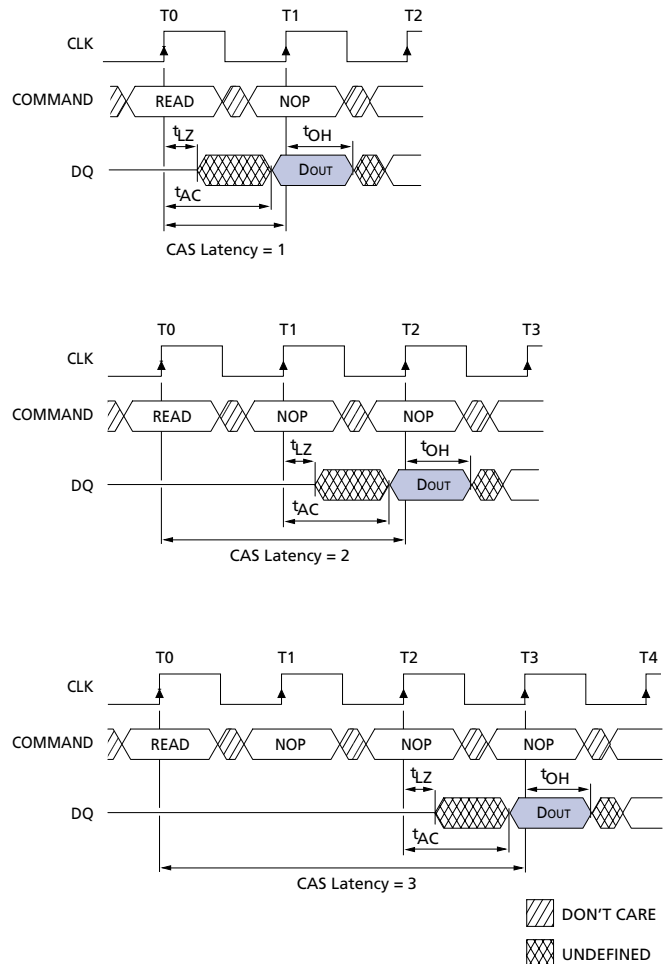 T0 T1 T2
CLK
COMMAND READ NOP
tLZ tOH
DQ DOUT
tAC
CAS Latency = 1
T0 T1 T2 T3
CLK
COMMAND READ NOP NOP
tLZ tOH
DQ DOUT
tAC
CAS Latency = 2
T0 T1 T2 T3 T4
CLK
COMMAND READ NOP NOP NOP
tLZ tOH
DQ DOUT
tAC
CAS Latency = 3
DON'T CARE
UNDEFINED